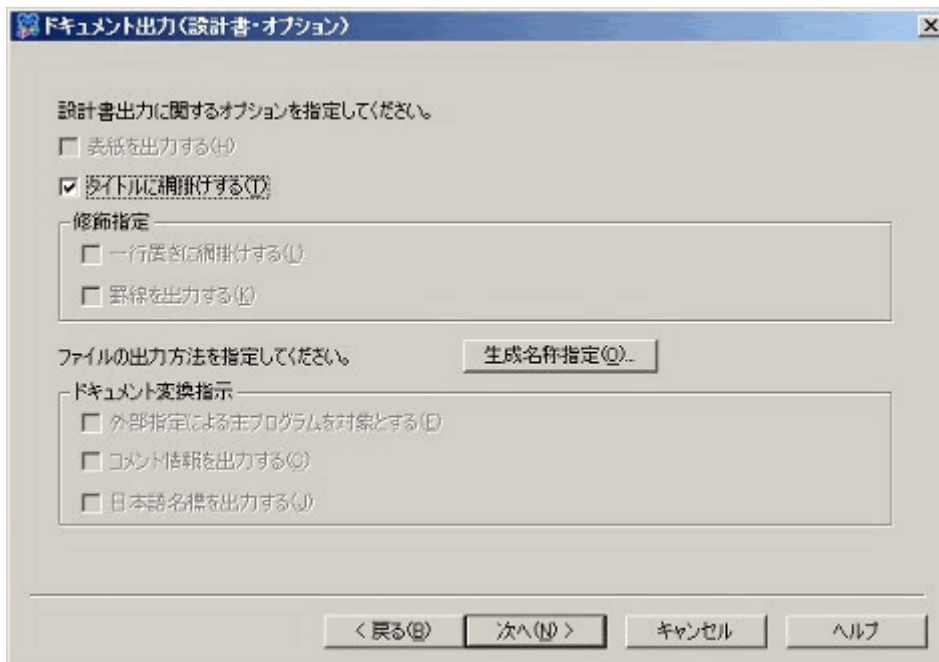 ドキュメント出力(設計書・オプション)
設計書出力に関するオプションを指定してください。
表紙を出力する(H)
タイトルに網掛けする(T)
修飾指定
一行置きに網掛けする(L)
罫線を出力する(K)
ファイルの出力方法を指定してください。
生成名称指定(O)...
ドキュメント変換指示
外部指定による主プログラムを対象とする(E)
コメント情報を出力する(C)
日本語名標を出力する(J)
< 戻る(B)
次へ(N) >
キャンセル
ヘルプ